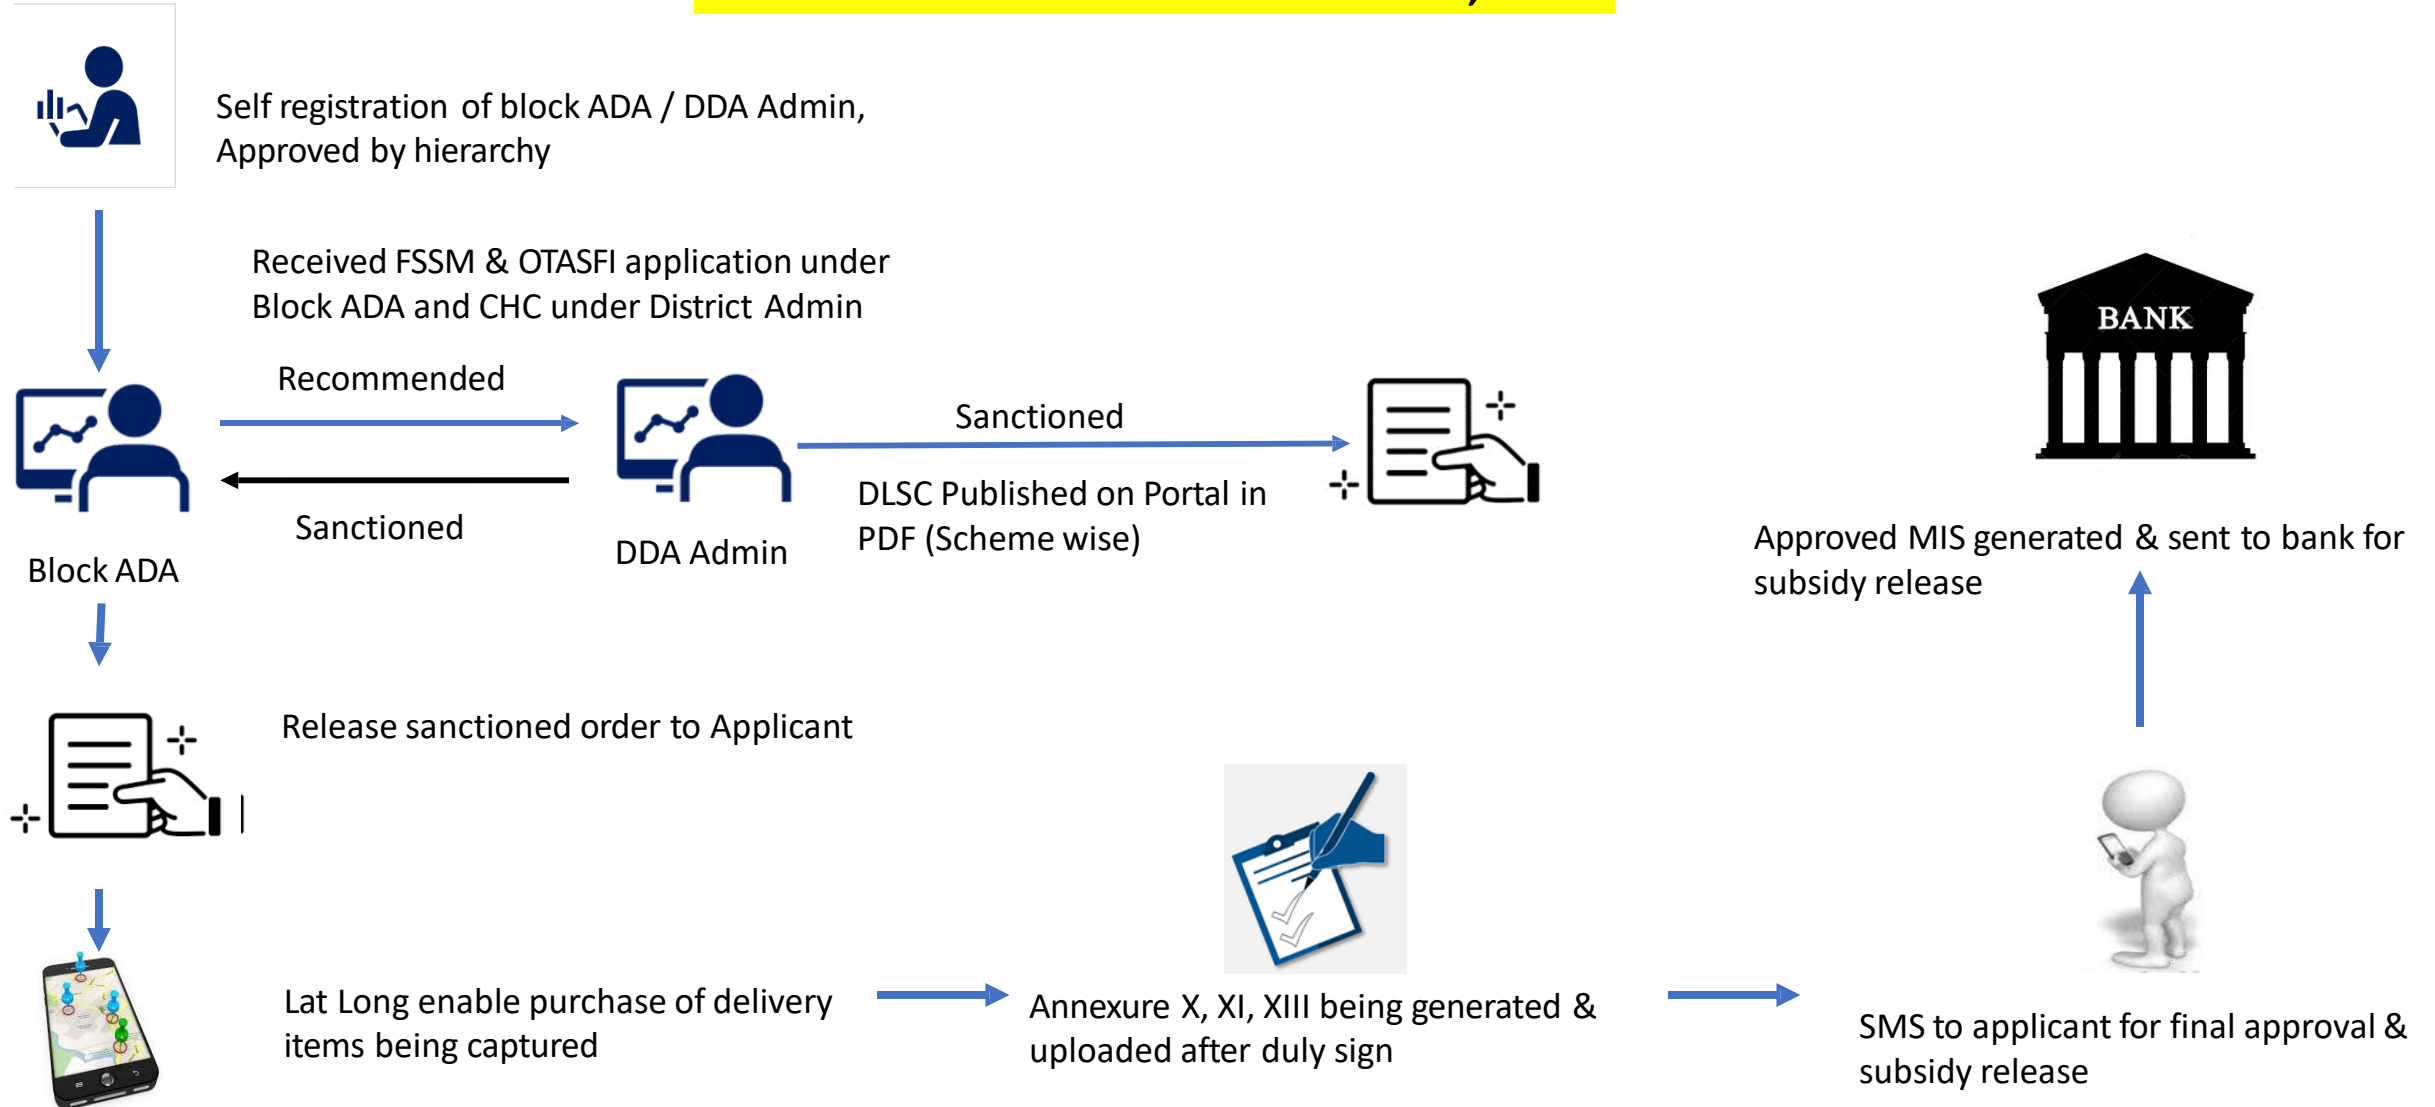 Self registration of block ADA / DDA Admin,
Approved by hierarchy
Received FSSM & OTASFI application under
Block ADA and CHC under District Admin
Recommended
Sanctioned
Sanctioned
DLSC Published on Portal in
PDF (Scheme wise)
Block ADA
DDA Admin
BANK
Approved MIS generated & sent to bank for
subsidy release
Release sanctioned order to Applicant
Lat Long enable purchase of delivery
items being captured
Annexure X, XI, XIII being generated &
uploaded after duly sign
SMS to applicant for final approval &
subsidy release